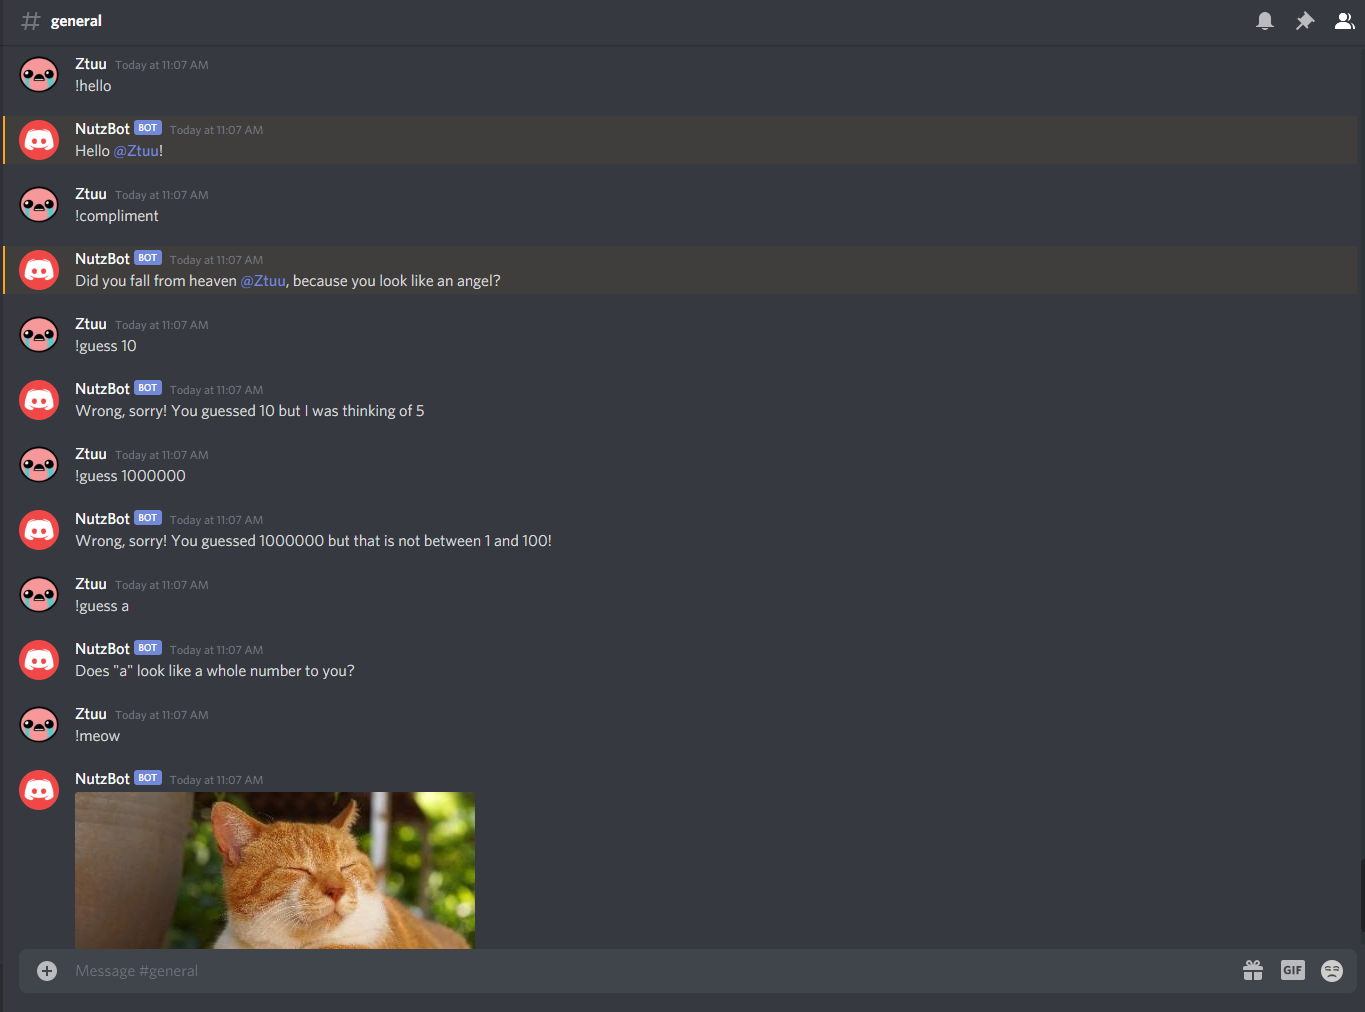 general
Ztuu Today at 11:07 AM
!hello
NutzBot BOT Today at 11:07 AM
Hello @Ztuu!
Ztuu Today at 11:07 AM
!compliment
NutzBot BOT Today at 11:07 AM
Did you fall from heaven @Ztuu, because you look like an angel?
Ztuu Today at 11:07 AM
!guess 10
NutzBot BOT Today at 11:07 AM
Wrong, sorry! You guessed 10 but I was thinking of 5
Ztuu Today at 11:07 AM
!guess 1000000
NutzBot BOT Today at 11:07 AM
Wrong, sorry! You guessed 1000000 but that is not between 1 and 100!
Ztuu Today at 11:07 AM
!guess a
NutzBot BOT Today at 11:07 AM
Does "a" look like a whole number to you?
Ztuu Today at 11:07 AM
!meow
NutzBot BOT Today at 11:07 AM
Message #general
GIF